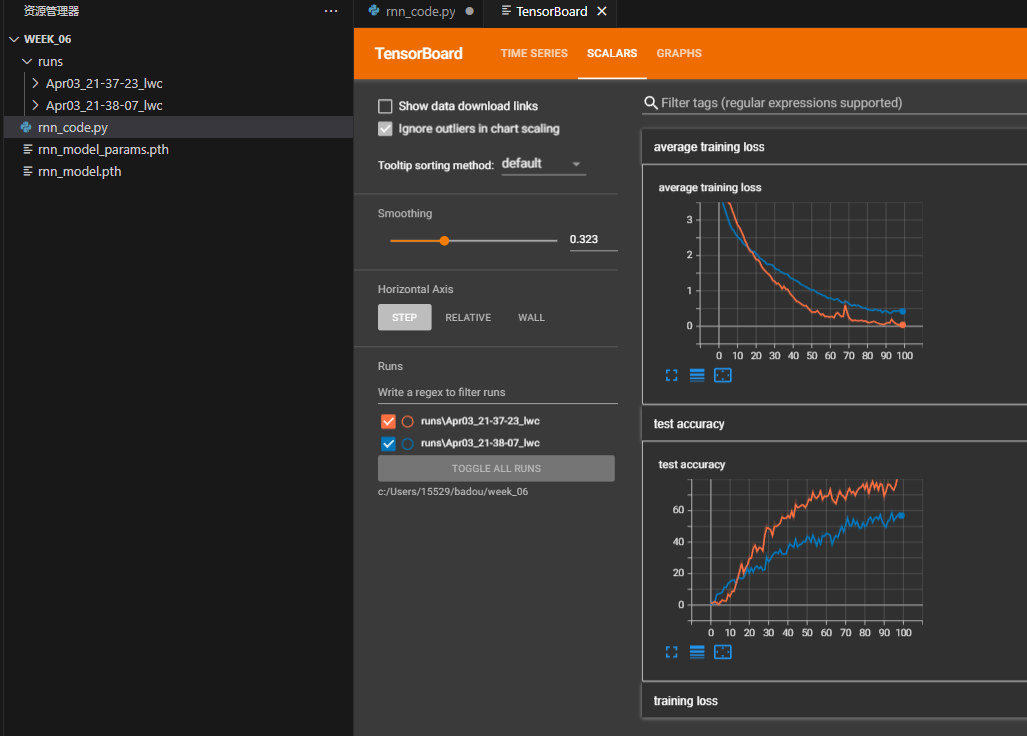 资源管理器
...
WEEK_06
runs
Apr03_21-37-23_lwc
Apr03_21-38-07_lwc
rnn_code.py
rnn_model_params.pth
rnn_model.pth
rnn_code.py
TensorBoard
TensorBoard
TIME SERIES
SCALARS
GRAPHS
Show data download links
Ignore outliers in chart scaling
Tooltip sorting method: default
Smoothing
0.323
Horizontal Axis
STEP RELATIVE WALL
Runs
Write a regex to filter runs
runs\Apr03_21-37-23_lwc
runs\Apr03_21-38-07_lwc
TOGGLE ALL RUNS
c:/Users/15529/badou/week_06
Filter tags (regular expressions supported)
average training loss
average training loss
3
2
1
0
0 10 20 30 40 50 60 70 80 90 100
test accuracy
test accuracy
60
40
20
0
0 10 20 30 40 50 60 70 80 90 100
training loss